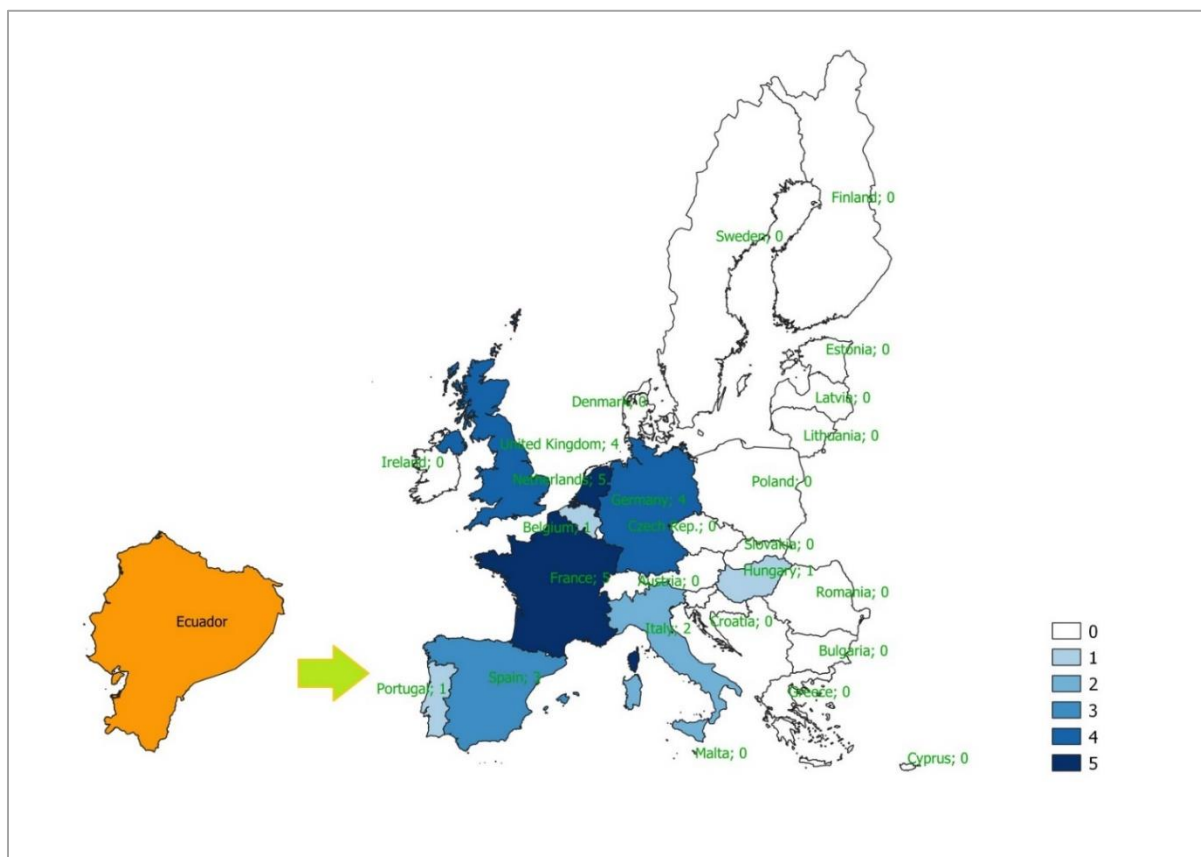 Finland; 0
Sweden; 0
Estonia; 0
Denmark; 0
Latvia; 0
Lithuania; 0
United Kingdom; 4
Ireland; 0
Netherlands; 5
Poland; 0
Germany; 4
Belgium; 1
Czech Rep.; 0
Slovakia; 0
France; 5
Austria; 0
Hungary; 1
Romania; 0
Ecuador
Croatia; 0
Italy; 2
Bulgaria; 0
Spain; 3
Portugal; 1
Greece; 0
Malta; 0
Cyprus; 0
0
1
2
3
4
5